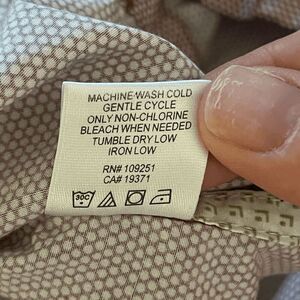 MACHINE WASH COLD
GENTLE CYCLE
ONLY NON-CHLORINE
BLEACH WHEN NEEDED
TUMBLE DRY LOW
IRON LOW
RN# 109251
CA# 19371
30C